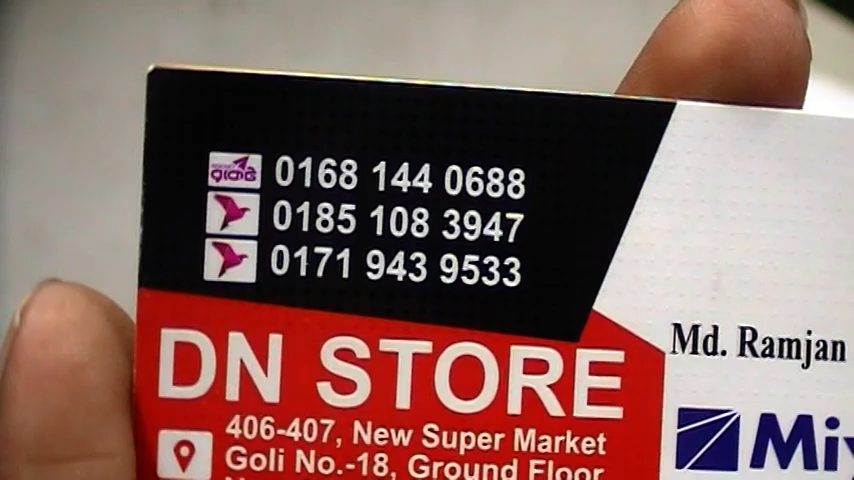 রকেট 0168 144 0688
0185 108 3947
0171 943 9533
DN STORE
406-407, New Super Market
Goli No.-18, Ground Floor
Md. Ramjan